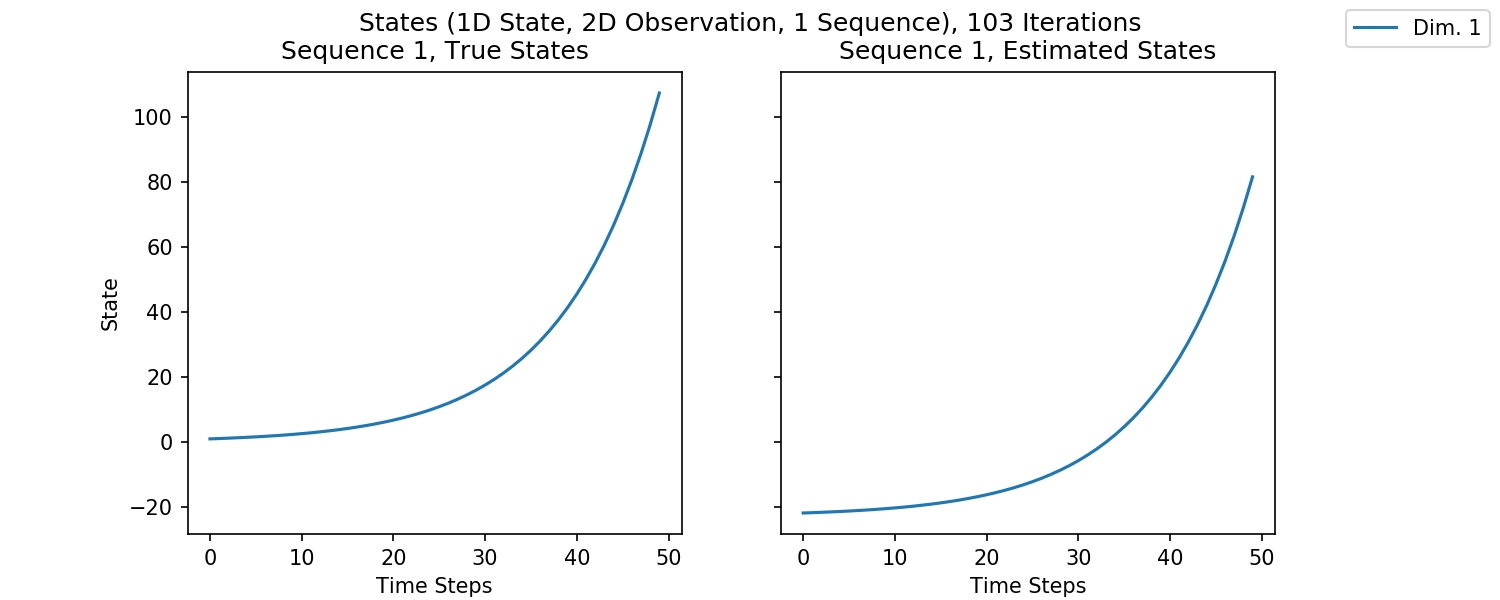 States (1D State, 2D Observation, 1 Sequence), 103 Iterations
Dim. 1
Sequence 1, True States
Sequence 1, Estimated States
State
100
80
60
40
20
0
−20
0 10 20 30 40 50
0 10 20 30 40 50
Time Steps
Time Steps